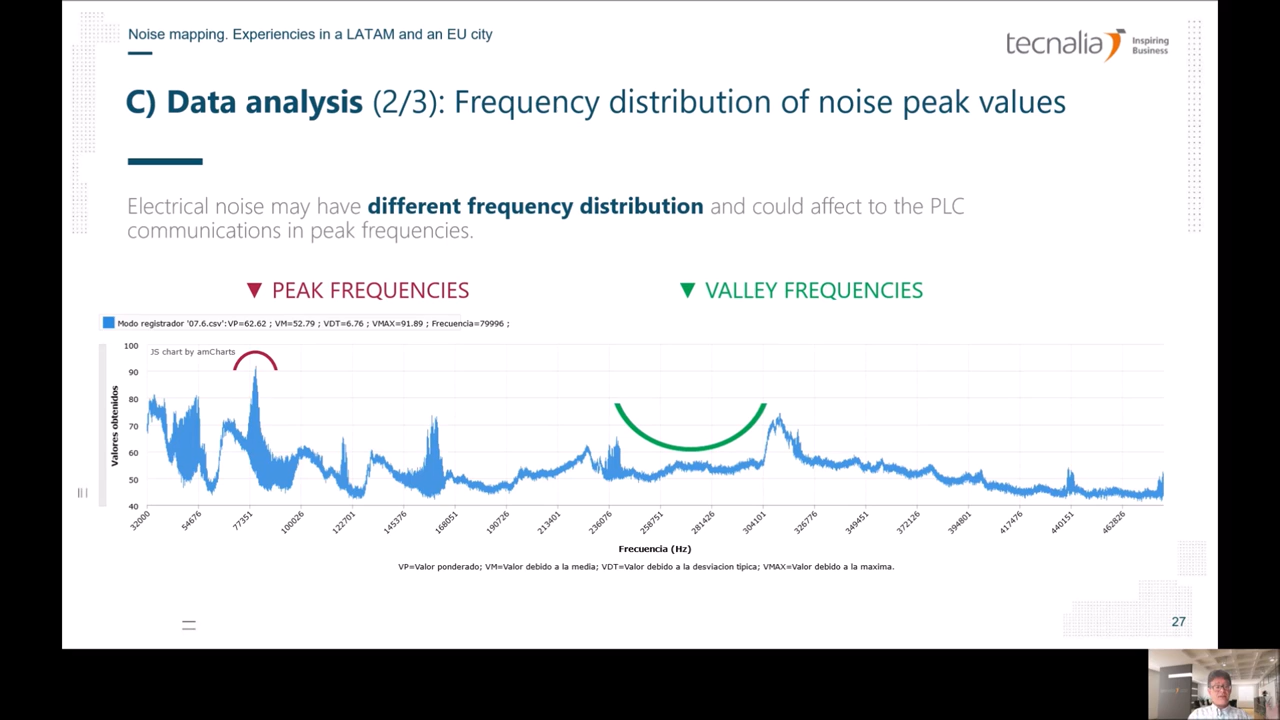 Noise mapping. Experiencies in a LATAM and an EU city
tecnalia Inspiring Business
C) Data analysis (2/3): Frequency distribution of noise peak values
Electrical noise may have different frequency distribution and could affect to the PLC
communications in peak frequencies.
▼ PEAK FREQUENCIES
▼ VALLEY FREQUENCIES
Modo registrador '07.6.csv':VP=62.62 ; VM=52.79 ; VDT=6.76 ; VMAX=91.89 ; Frecuencia=79996 ;
JS chart by amCharts
Valores obtenidos
100
90
80
70
60
50
40
32000
54676
77351
100026
122701
145376
168051
190726
213401
236076
258751
281426
304101
326776
349451
372126
394801
417476
440151
462826
Frecuencia (Hz)
VP=Valor ponderado; VM=Valor debido a la media; VDT=Valor debido a la desviacion tipica; VMAX=Valor debido a la maxima.
27